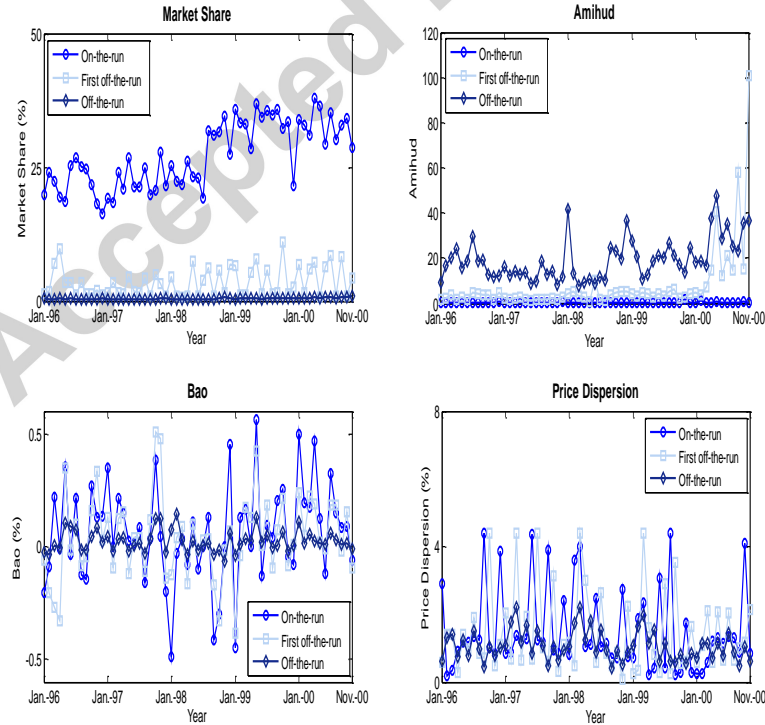 Market Share
50
25
0
On-the-run
First off-the-run
Off-the-run
Market Share (%)
Jan.-96
Jan.-97
Jan.-98
Jan.-99
Jan.-00
Nov.-00
Year
Amihud
120
100
80
60
40
20
0
On-the-run
First off-the-run
Off-the-run
Amihud
Jan.-96
Jan.-97
Jan.-98
Jan.-99
Jan.-00
Nov.-00
Year
Bao
0.5
0
-0.5
On-the-run
First off-the-run
Off-the-run
Bao (%)
Jan.-96
Jan.-97
Jan.-98
Jan.-99
Jan.-00
Nov.-00
Year
Price Dispersion
8
4
0
On-the-run
First off-the-run
Off-the-run
Price Dispersion (%)
Jan.-96
Jan.-97
Jan.-98
Jan.-99
Jan.-00
Nov.-00
Year
Accepted